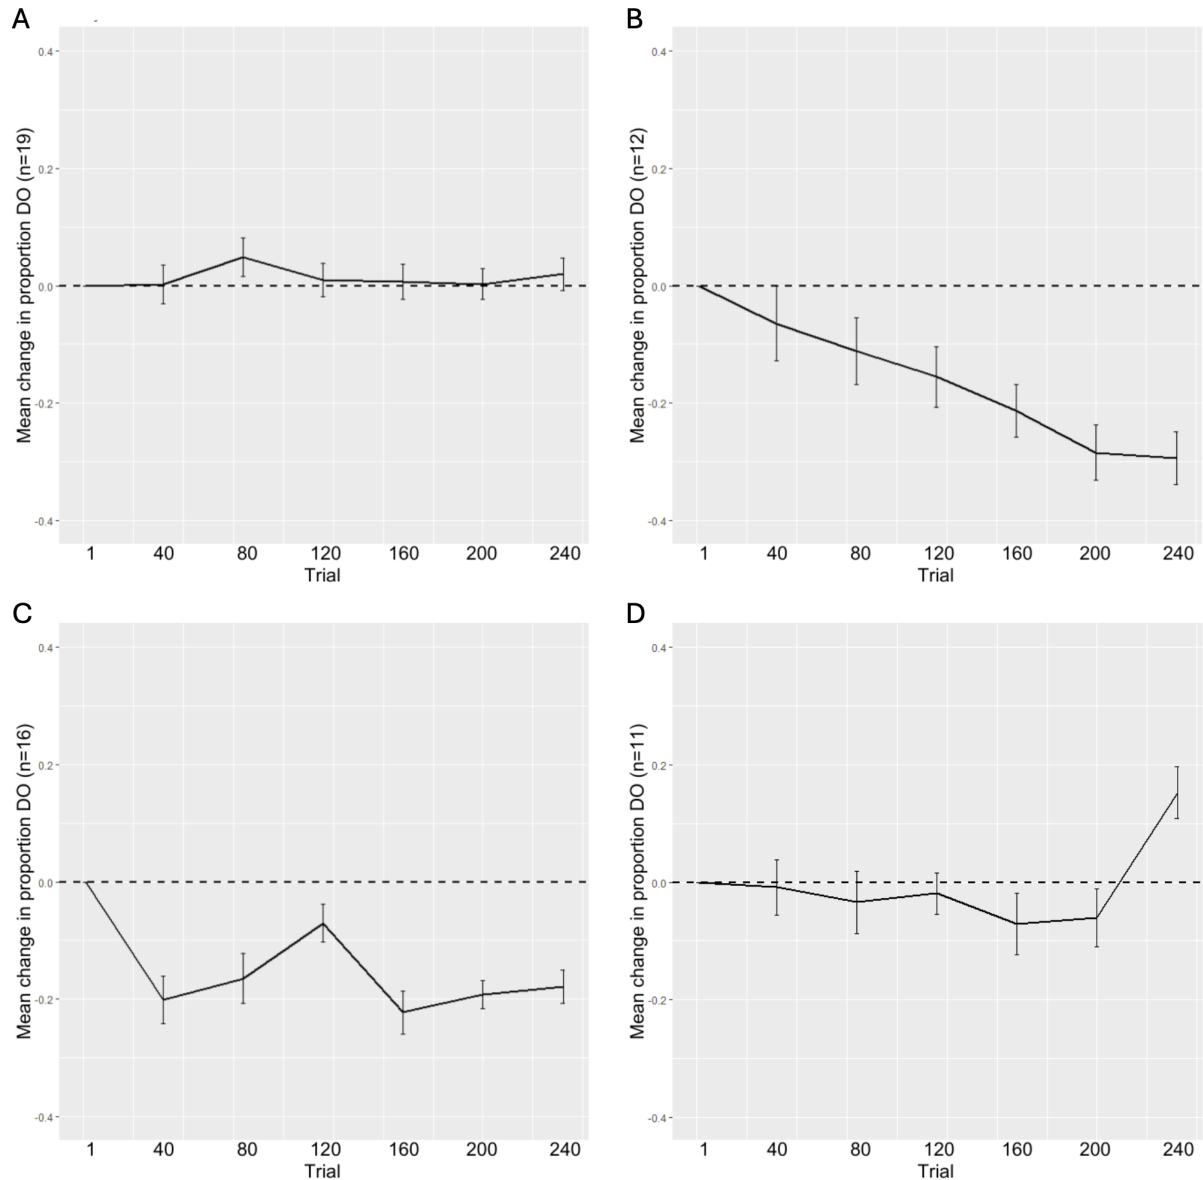 A
Mean change in proportion DO (n=19)
0.4
0.2
0.0
-0.2
-0.4
1 40 80 120 160 200 240
Trial
B
Mean change in proportion DO (n=12)
0.4
0.2
0.0
-0.2
-0.4
1 40 80 120 160 200 240
Trial
C
Mean change in proportion DO (n=16)
0.4
0.2
0.0
-0.2
-0.4
1 40 80 120 160 200 240
Trial
D
Mean change in proportion DO (n=11)
0.4
0.2
0.0
-0.2
-0.4
1 40 80 120 160 200 240
Trial